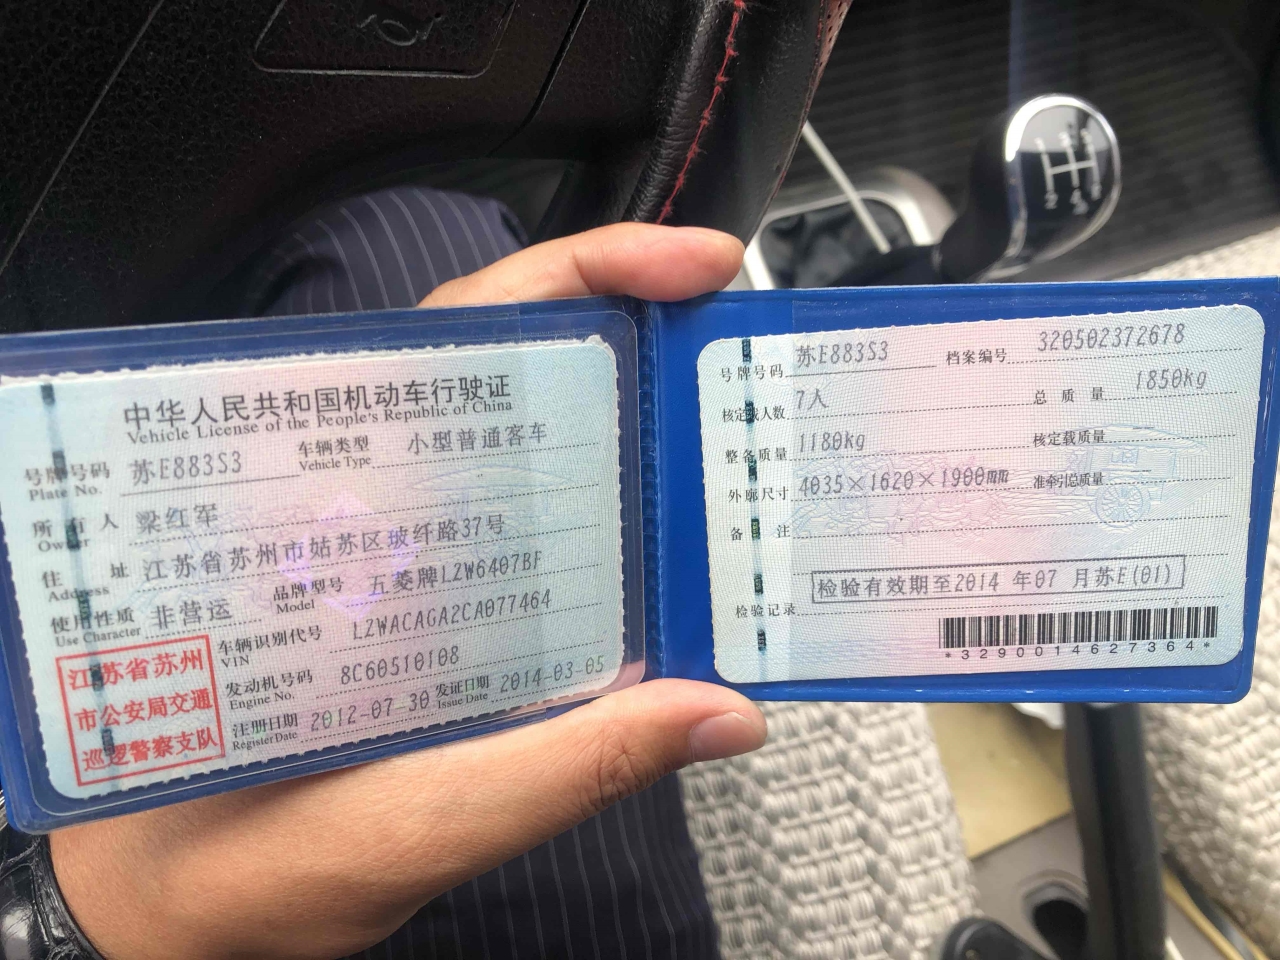 中华人民共和国机动车行驶证
Vehicle License of the People's Republic of China
号牌号码 苏E883S3 车辆类型 小型普通客车
Plate No. Vehicle Type
所有人 梁红军
Owner
住址 江苏省苏州市姑苏区玻纤路37号
Address
使用性质 非营运 品牌型号 五菱牌LZW6407BF
Use Character Model
车辆识别代号 LZWACAGA2CA077464
VIN
发动机号码 8C60510108
Engine No.
注册日期 2012-07-30 发证日期 2014-03-05
Register Date Issue Date
江苏省苏州
市公安局交通
巡逻警察支队
号牌号码 苏E883S3 档案编号 320502372678
核定载人数 7人 总质量 1850kg
整备质量 1180kg 核定载质量
外廓尺寸 4035×1620×1900mm 准牵引总质量
备注
检验有效期至2014 年07 月苏E(01)
检验记录
*3290014627364*